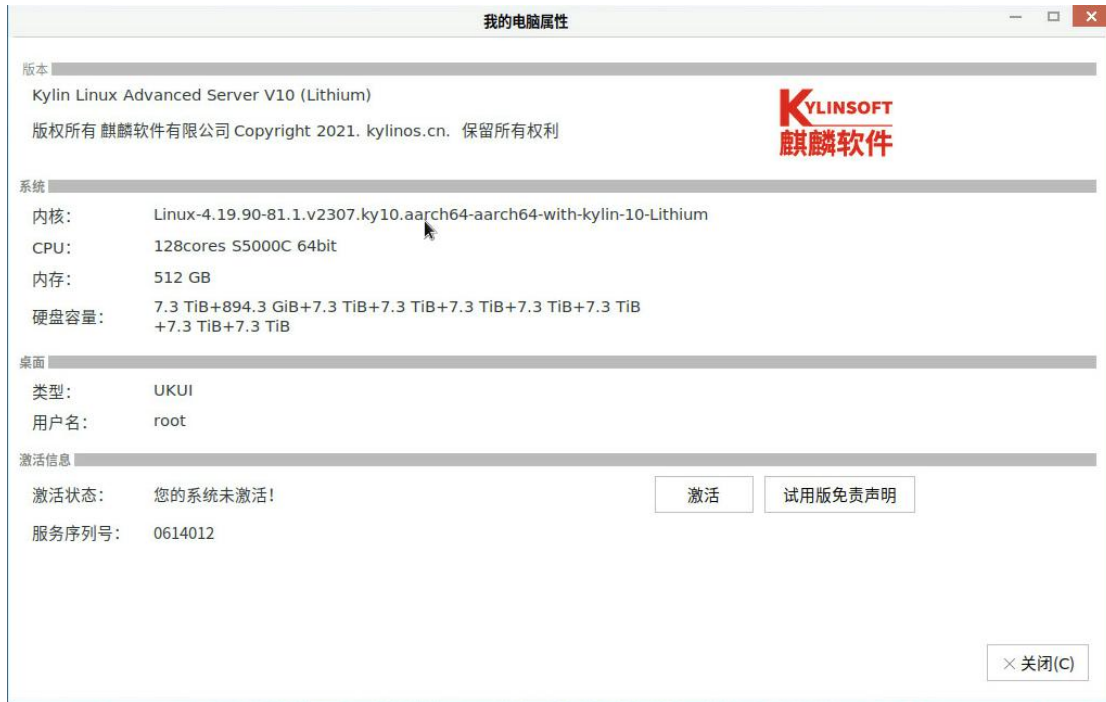 我的电脑属性
版本
Kylin Linux Advanced Server V10 (Lithium)
版权所有 麒麟软件有限公司 Copyright 2021. kylinos.cn. 保留所有权利
KYLINSOFT
麒麟软件
系统
内核: Linux-4.19.90-81.1.v2307.ky10.aarch64-aarch64-with-kylin-10-Lithium
CPU: 128cores S5000C 64bit
内存: 512 GB
硬盘容量: 7.3 TiB+894.3 GiB+7.3 TiB+7.3 TiB+7.3 TiB+7.3 TiB+7.3 TiB
+7.3 TiB+7.3 TiB
桌面
类型: UKUI
用户名: root
激活信息
激活状态: 您的系统未激活! 激活 试用版免责声明
服务序列号: 0614012
关闭(C)